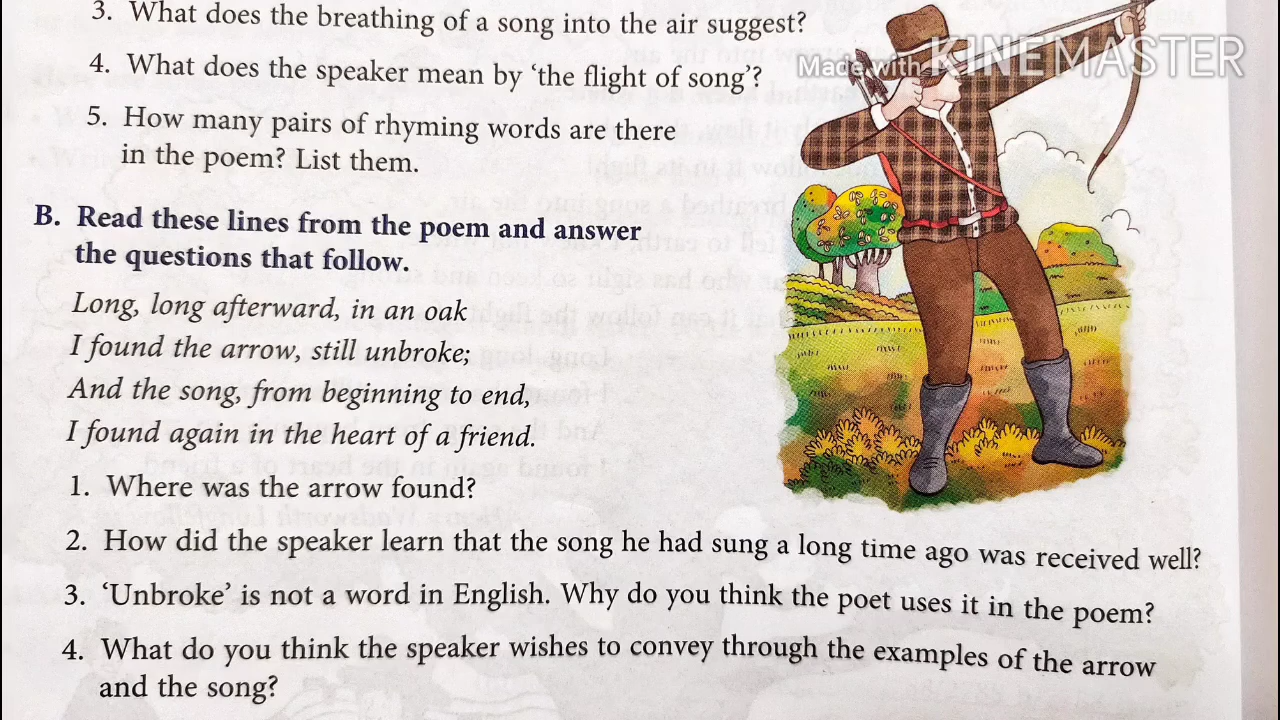 3. What does the breathing of a song into the air suggest?
4. What does the speaker mean by ‘the flight of song’?
Made with KINEMASTER
5. How many pairs of rhyming words are there
in the poem? List them.
B. Read these lines from the poem and answer
the questions that follow.
Long, long afterward, in an oak
I found the arrow, still unbroke;
And the song, from beginning to end,
I found again in the heart of a friend.
1. Where was the arrow found?
2. How did the speaker learn that the song he had sung a long time ago was received well?
3. ‘Unbroke’ is not a word in English. Why do you think the poet uses it in the poem?
4. What do you think the speaker wishes to convey through the examples of the arrow
and the song?